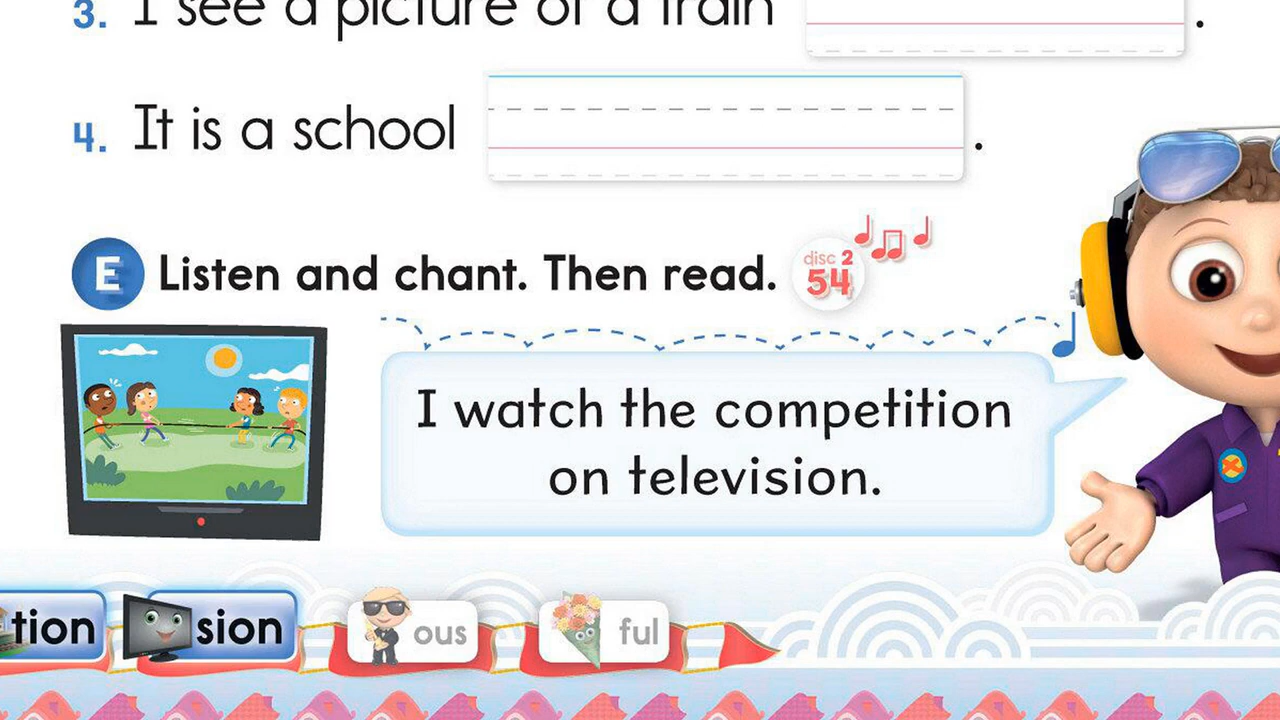 3. I see a picture of a train .
4. It is a school .
E Listen and chant. Then read. disc 2 54
I watch the competition
on television.
tion sion ous ful